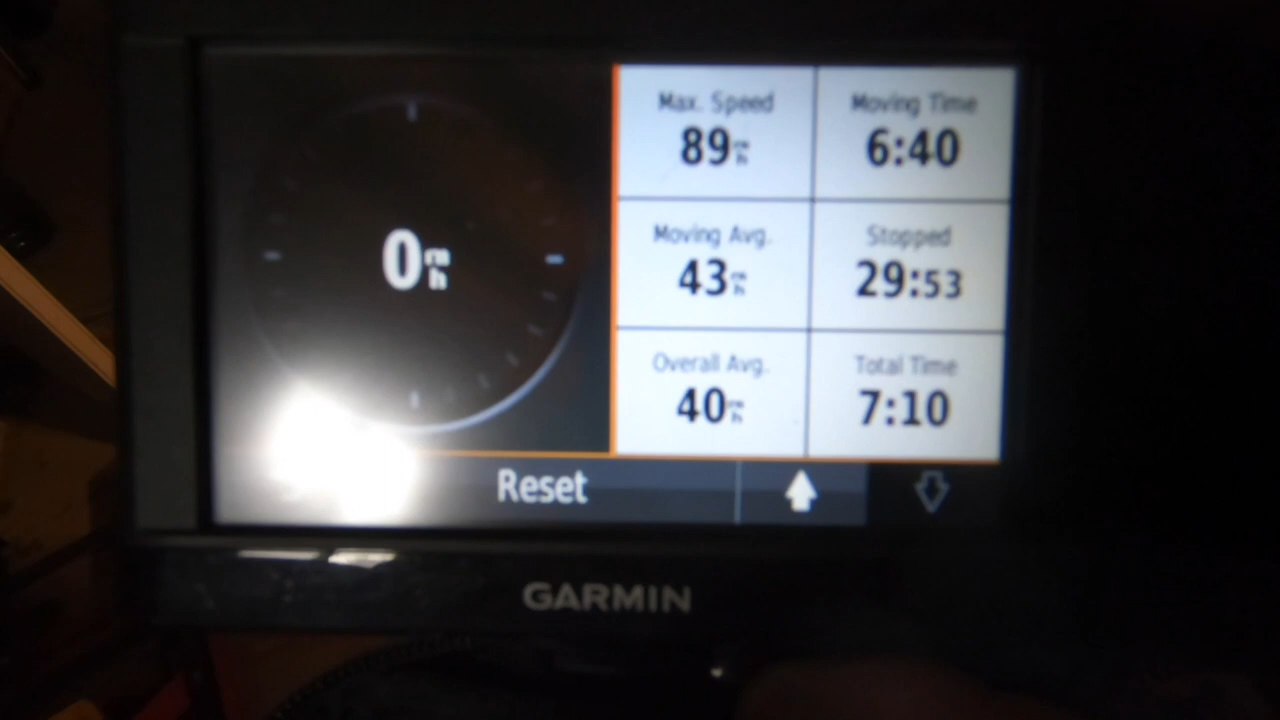 0 m/h
Max. Speed
89 m/h
Moving Time
6:40
Moving Avg.
43 m/h
Stopped
29:53
Overall Avg.
40 m/h
Total Time
7:10
Reset
GARMIN